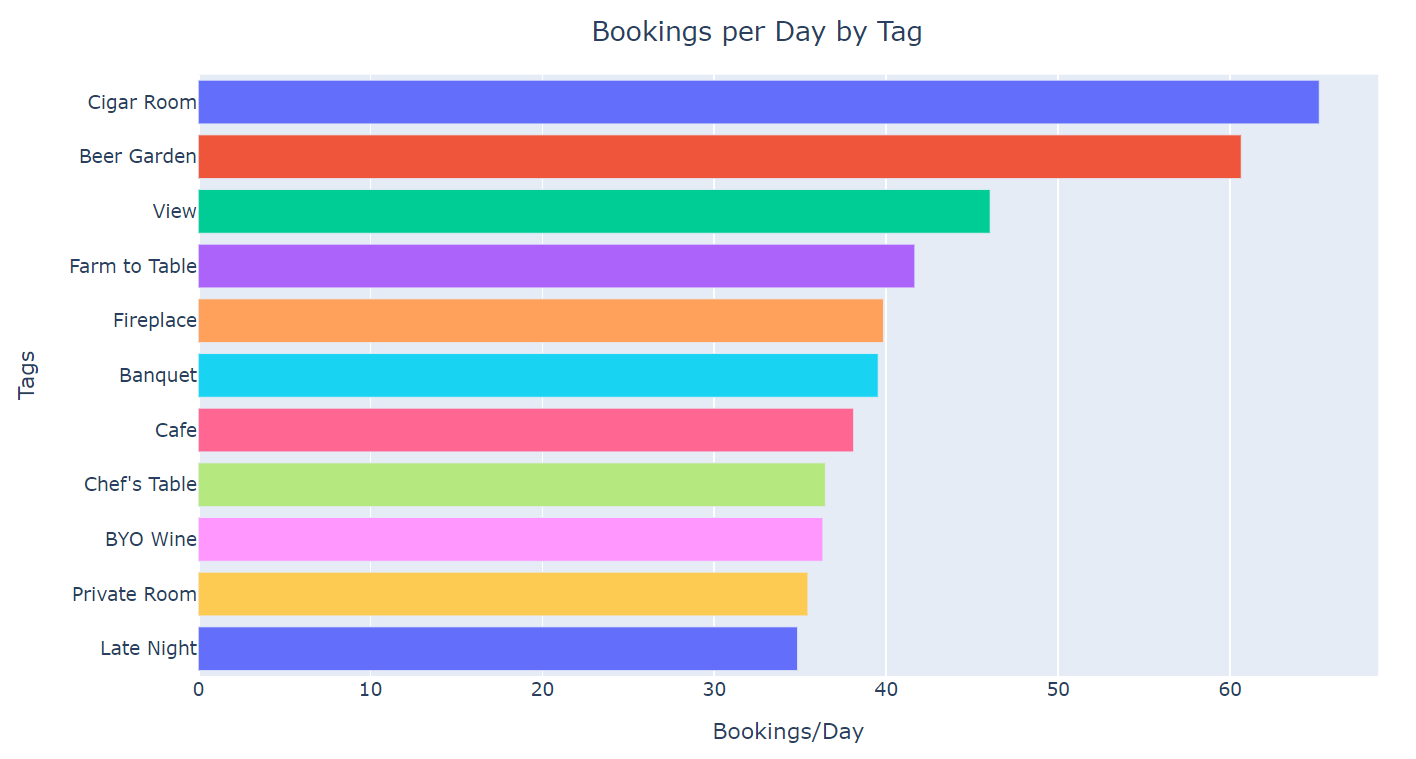 Bookings per Day by Tag
Tags
Cigar Room
Beer Garden
View
Farm to Table
Fireplace
Banquet
Cafe
Chef's Table
BYO Wine
Private Room
Late Night
0 10 20 30 40 50 60
Bookings/Day